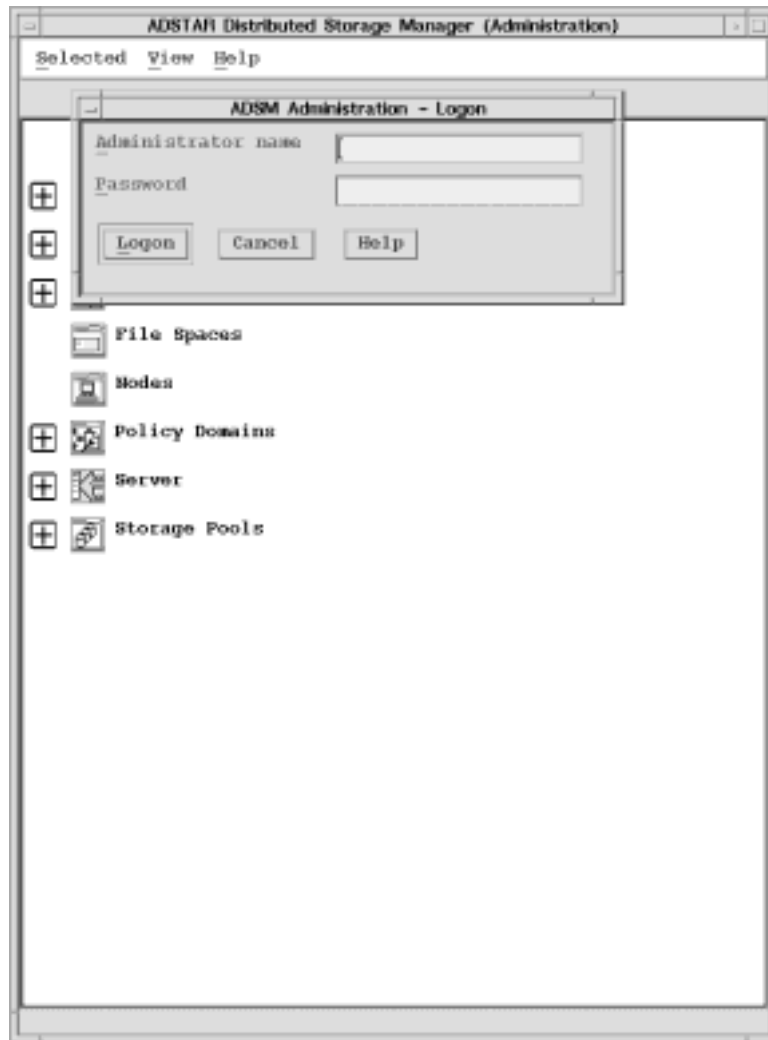 ADSTAR Distributed Storage Manager (Administration)
Selected View Help
ADSM Administration - Logon
Administrator name
Password
Logon Cancel Help
File Spaces
Nodes
Policy Domains
Server
Storage Pools